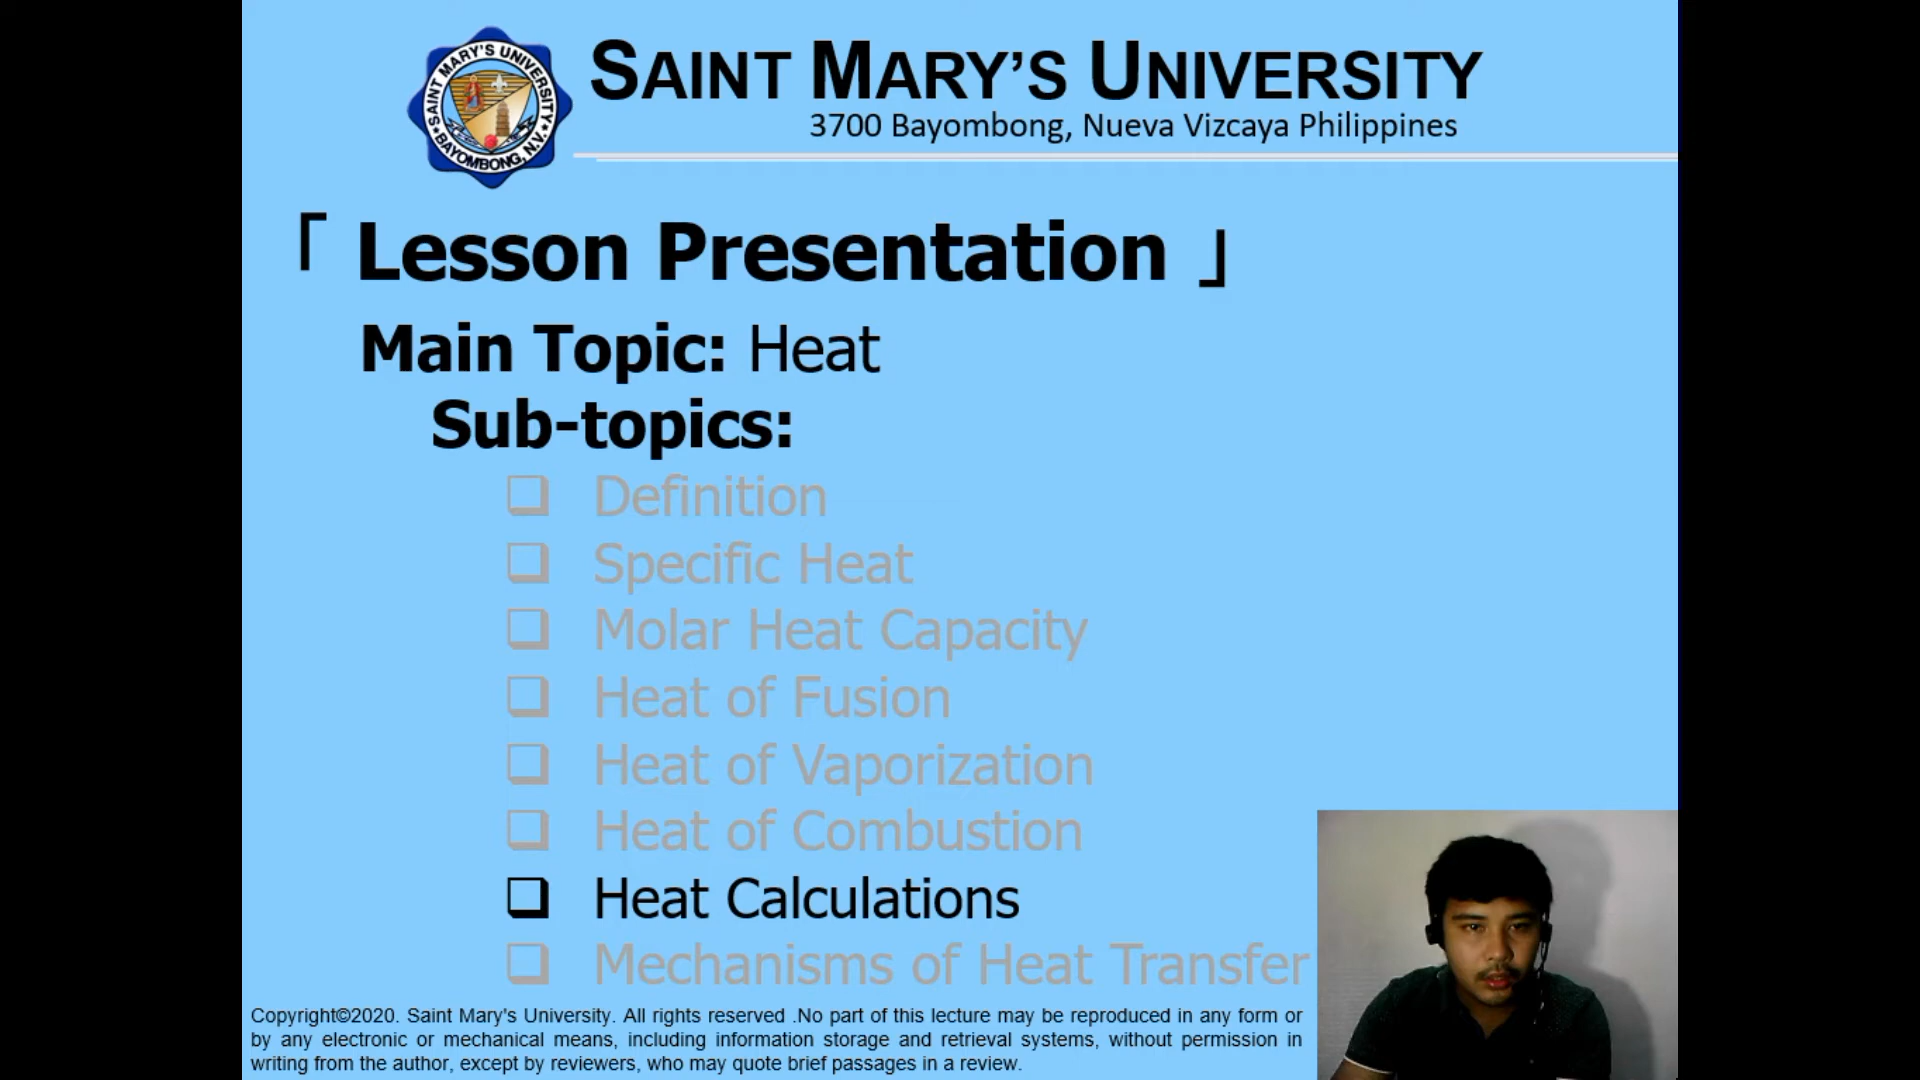 SAINT MARY'S UNIVERSITY
BAYOMBONG, N.V.
SAINT MARY'S UNIVERSITY
3700 Bayombong, Nueva Vizcaya Philippines
「 Lesson Presentation 」
Main Topic: Heat
Sub-topics:
❑ Definition
❑ Specific Heat
❑ Molar Heat Capacity
❑ Heat of Fusion
❑ Heat of Vaporization
❑ Heat of Combustion
❑ Heat Calculations
❑ Mechanisms of Heat Transfer
Copyright©2020. Saint Mary's University. All rights reserved .No part of this lecture may be reproduced in any form or
by any electronic or mechanical means, including information storage and retrieval systems, without permission in
writing from the author, except by reviewers, who may quote brief passages in a review.